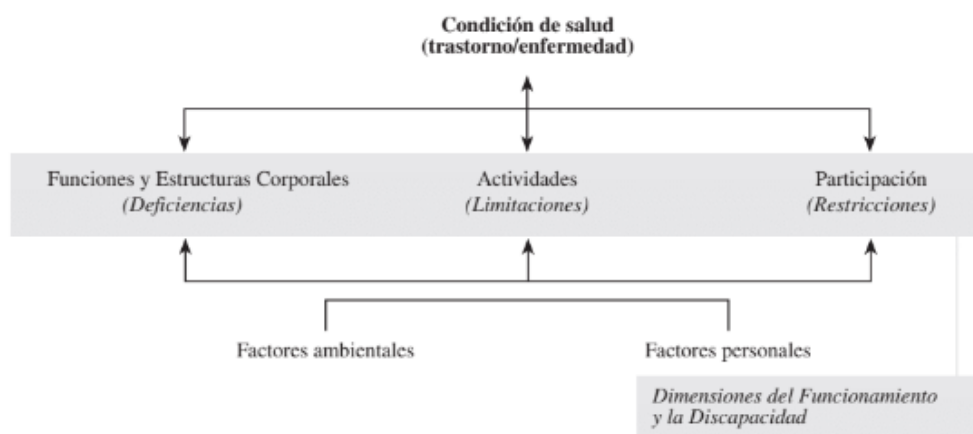 Condición de salud
(trastorno/enfermedad)
Funciones y Estructuras Corporales
(Deficiencias)
Actividades
(Limitaciones)
Participación
(Restricciones)
Factores ambientales
Factores personales
Dimensiones del Funcionamiento
y la Discapacidad